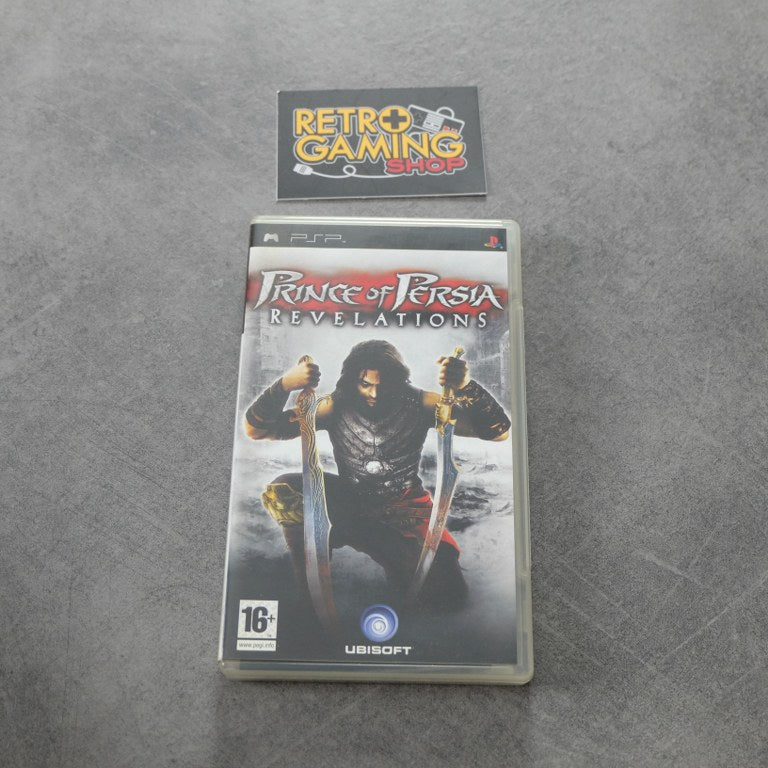 RETRO
GAMING
SHOP
PSP
PRINCE OF PERSIA
REVELATIONS
16+
www.pegi.info
UBISOFT